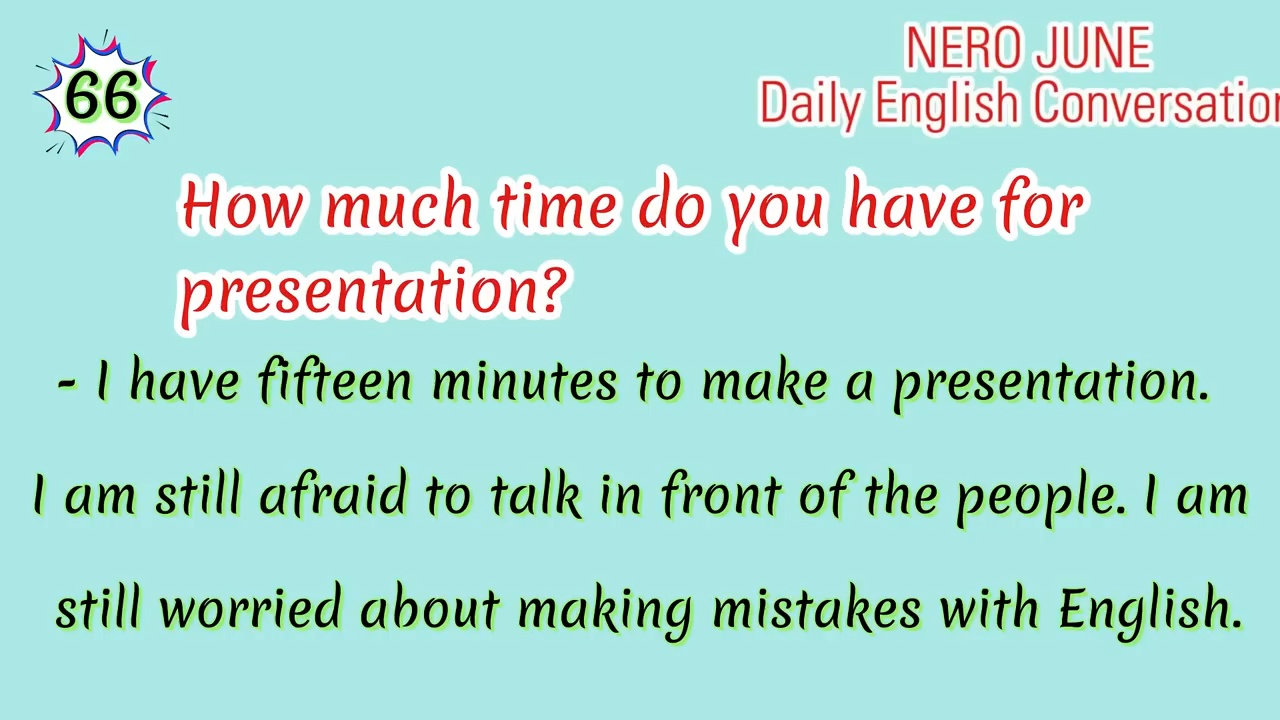 66
NERO JUNE
Daily English Conversation
How much time do you have for
presentation?
- I have fifteen minutes to make a presentation.
I am still afraid to talk in front of the people. I am
still worried about making mistakes with English.